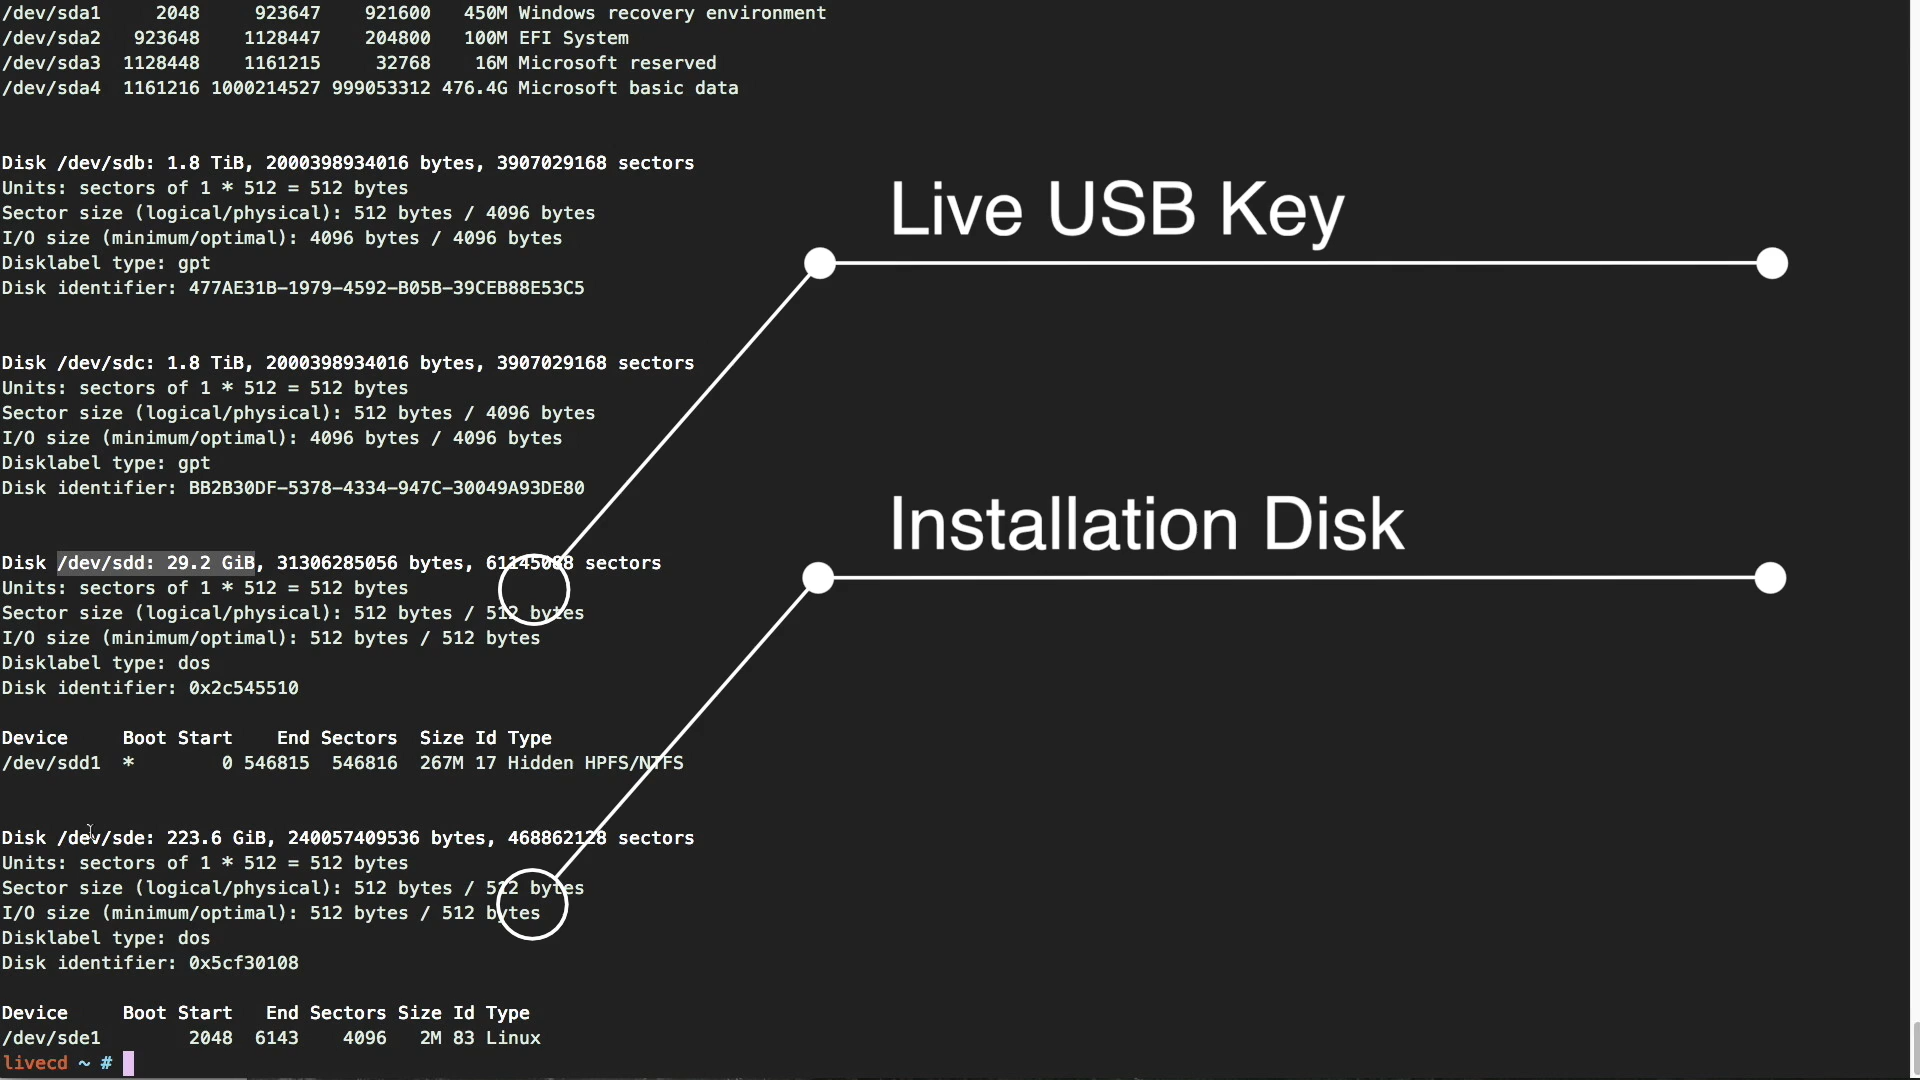 /dev/sda1     2048     923647    921600   450M Windows recovery environment
/dev/sda2   923648    1128447    204800   100M EFI System
/dev/sda3  1128448    1161215     32768    16M Microsoft reserved
/dev/sda4  1161216 1000214527 999053312 476.4G Microsoft basic data
Disk /dev/sdb: 1.8 TiB, 2000398934016 bytes, 3907029168 sectors
Units: sectors of 1 * 512 = 512 bytes
Sector size (logical/physical): 512 bytes / 4096 bytes
I/O size (minimum/optimal): 4096 bytes / 4096 bytes
Disklabel type: gpt
Disk identifier: 477AE31B-1979-4592-B05B-39CEB88E53C5
Disk /dev/sdc: 1.8 TiB, 2000398934016 bytes, 3907029168 sectors
Units: sectors of 1 * 512 = 512 bytes
Sector size (logical/physical): 512 bytes / 4096 bytes
I/O size (minimum/optimal): 4096 bytes / 4096 bytes
Disklabel type: gpt
Disk identifier: BB2B30DF-5378-4334-947C-30049A93DE80
Disk /dev/sdd: 29.2 GiB, 31306285056 bytes, 61145088 sectors
Units: sectors of 1 * 512 = 512 bytes
Sector size (logical/physical): 512 bytes / 512 bytes
I/O size (minimum/optimal): 512 bytes / 512 bytes
Disklabel type: dos
Disk identifier: 0x2c545510
Device     Boot Start    End Sectors  Size Id Type
/dev/sdd1  *        0 546815  546816  267M 17 Hidden HPFS/NTFS
Disk /dev/sde: 223.6 GiB, 240057409536 bytes, 468862128 sectors
Units: sectors of 1 * 512 = 512 bytes
Sector size (logical/physical): 512 bytes / 512 bytes
I/O size (minimum/optimal): 512 bytes / 512 bytes
Disklabel type: dos
Disk identifier: 0x5cf30108
Device     Boot Start   End Sectors Size Id Type
/dev/sde1        2048  6143    4096   2M 83 Linux
livecd ~ #
Live USB Key
Installation Disk